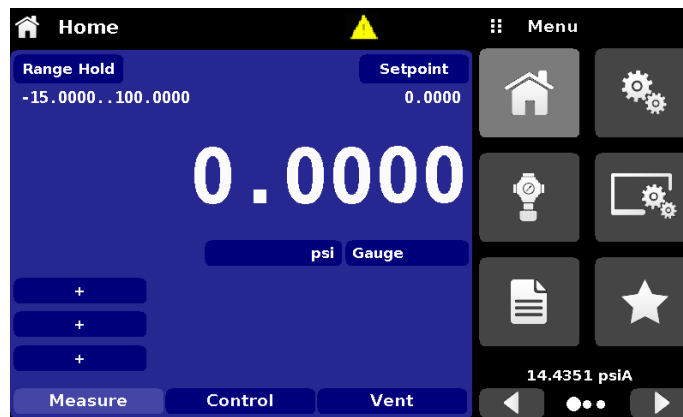 Home
Menu
Range Hold
Setpoint
-15.0000..100.0000
0.0000
0.0000
psi
Gauge
+
+
+
14.4351 psiA
Measure
Control
Vent